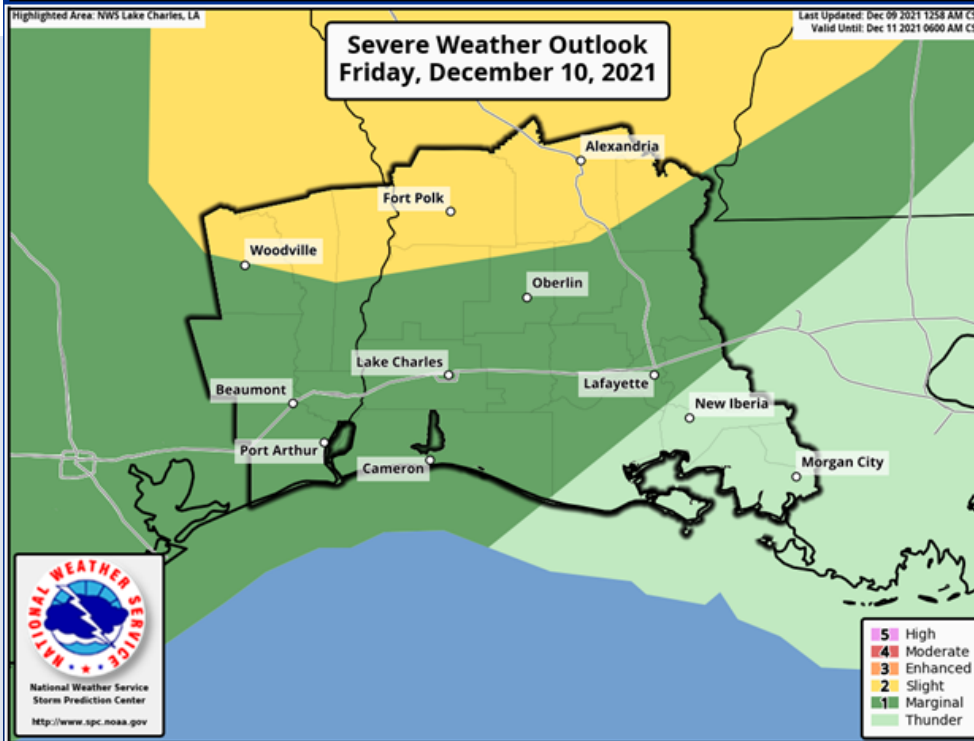 Highlighted Area: NWS Lake Charles, LA
Last Updated: Dec 09 2021 1258 AM CS
Valid Until: Dec 11 2021 0600 AM CS
Severe Weather Outlook
Friday, December 10, 2021
Alexandria
Fort Polk
Woodville
Oberlin
Lake Charles
Lafayette
Beaumont
New Iberia
Port Arthur
Cameron
Morgan City
NATIONAL WEATHER SERVICE
National Weather Service
Storm Prediction Center
http://www.spc.noaa.gov
5 High
4 Moderate
3 Enhanced
2 Slight
1 Marginal
Thunder